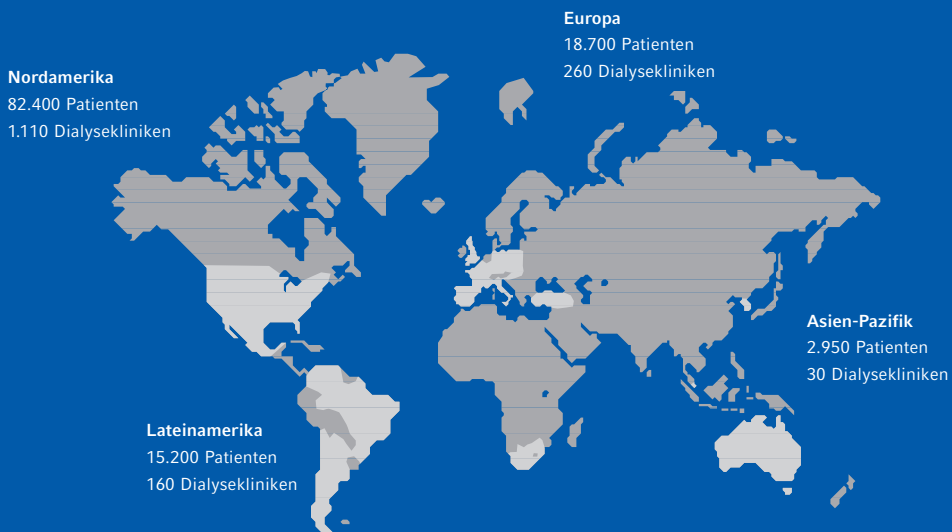 Europa
18.700 Patienten
260 Dialysekliniken
Nordamerika
82.400 Patienten
1.110 Dialysekliniken
Asien-Pazifik
2.950 Patienten
30 Dialysekliniken
Lateinamerika
15.200 Patienten
160 Dialysekliniken